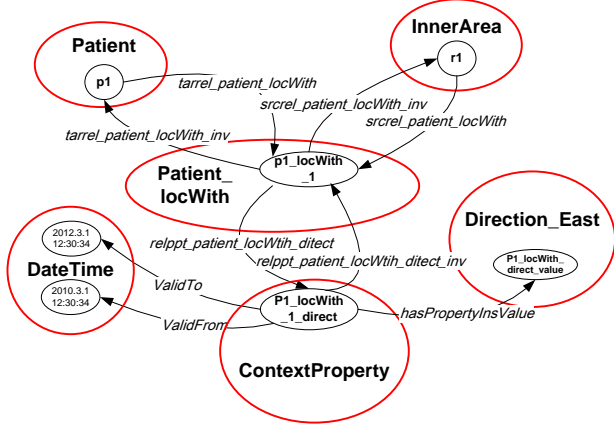 Patient
p1
InnerArea
r1
tarrel_patient_locWith
srcrel_patient_locWith_inv
srcrel_patient_locWith
tarrel_patient_locWith_inv
Patient_
locWith
p1_locWith
_1
Direction_East
P1_locWith_
direct_value
relppt_patient_locWtih_ditect
relppt_patient_locWtih_ditect_inv
2012.3.1
12:30:34
DateTime
2010.3.1
12:30:34
ValidTo
ValidFrom
P1_locWith
_1_direct
hasPropertyInsValue
ContextProperty